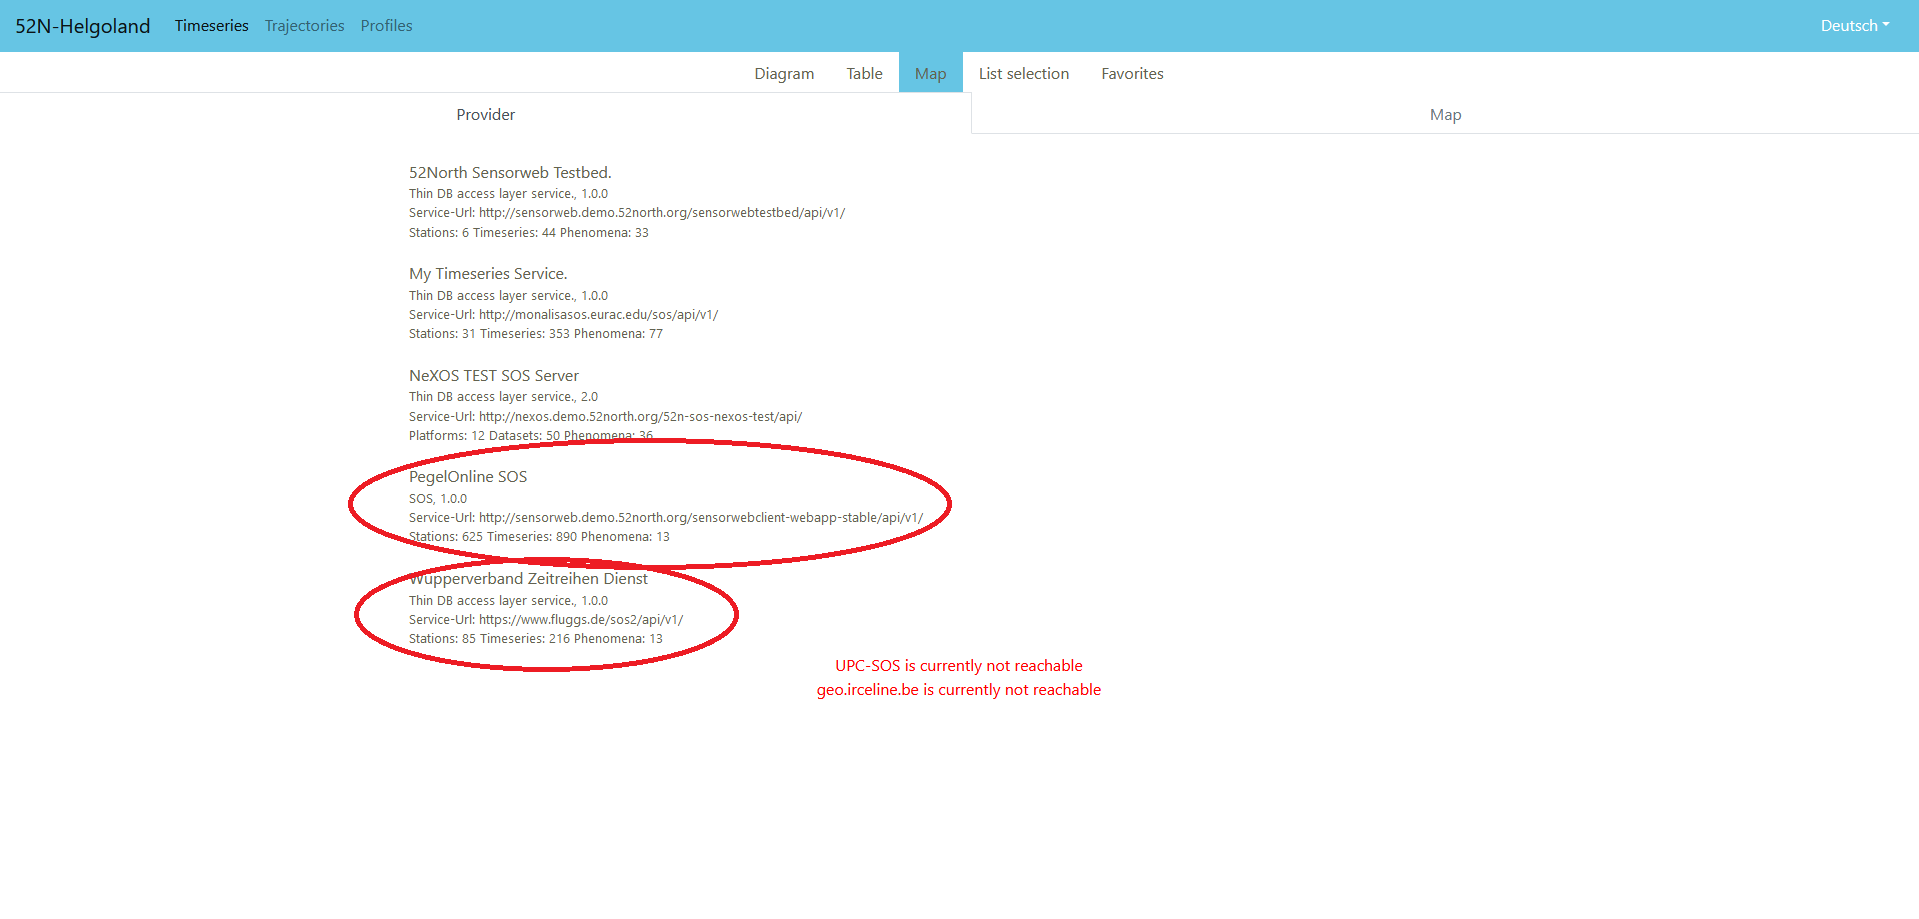 52N-Helgoland Timeseries Trajectories Profiles Deutsch
Diagram Table Map List selection Favorites
Provider Map
52North Sensorweb Testbed.
Thin DB access layer service., 1.0.0
Service-Url: http://sensorweb.demo.52north.org/sensorwebtestbed/api/v1/
Stations: 6 Timeseries: 44 Phenomena: 33
My Timeseries Service.
Thin DB access layer service., 1.0.0
Service-Url: http://monalisasos.eurac.edu/sos/api/v1/
Stations: 31 Timeseries: 353 Phenomena: 77
NeXOS TEST SOS Server
Thin DB access layer service., 2.0
Service-Url: http://nexos.demo.52north.org/52n-sos-nexos-test/api/
Platforms: 12 Datasets: 50 Phenomena: 36
PegelOnline SOS
SOS, 1.0.0
Service-Url: http://sensorweb.demo.52north.org/sensorwebclient-webapp-stable/api/v1/
Stations: 625 Timeseries: 890 Phenomena: 13
Wupperverband Zeitreihen Dienst
Thin DB access layer service., 1.0.0
Service-Url: https://www.fluggs.de/sos2/api/v1/
Stations: 85 Timeseries: 216 Phenomena: 13
UPC-SOS is currently not reachable
geo.irceline.be is currently not reachable